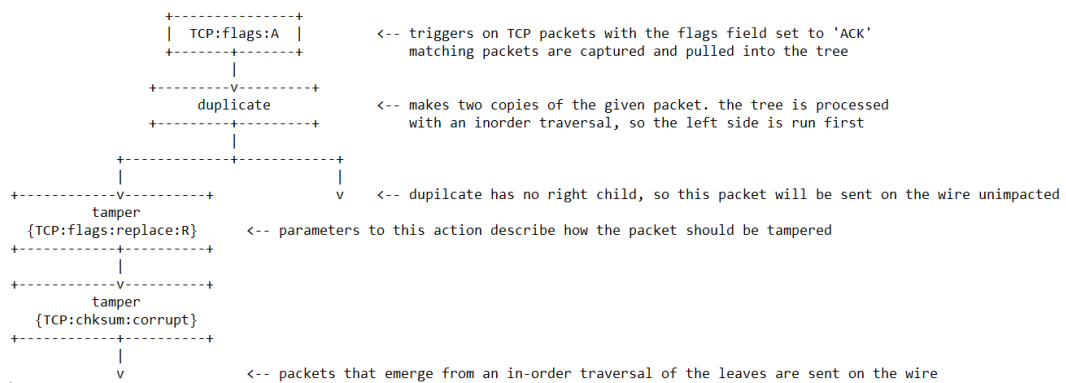 TCP:flags:A <-- triggers on TCP packets with the flags field set to 'ACK'
matching packets are captured and pulled into the tree
duplicate <-- makes two copies of the given packet. the tree is processed
with an inorder traversal, so the left side is run first
v <-- dupilcate has no right child, so this packet will be sent on the wire unimpacted
tamper
{TCP:flags:replace:R} <-- parameters to this action describe how the packet should be tampered
tamper
{TCP:chksum:corrupt}
v <-- packets that emerge from an in-order traversal of the leaves are sent on the wire